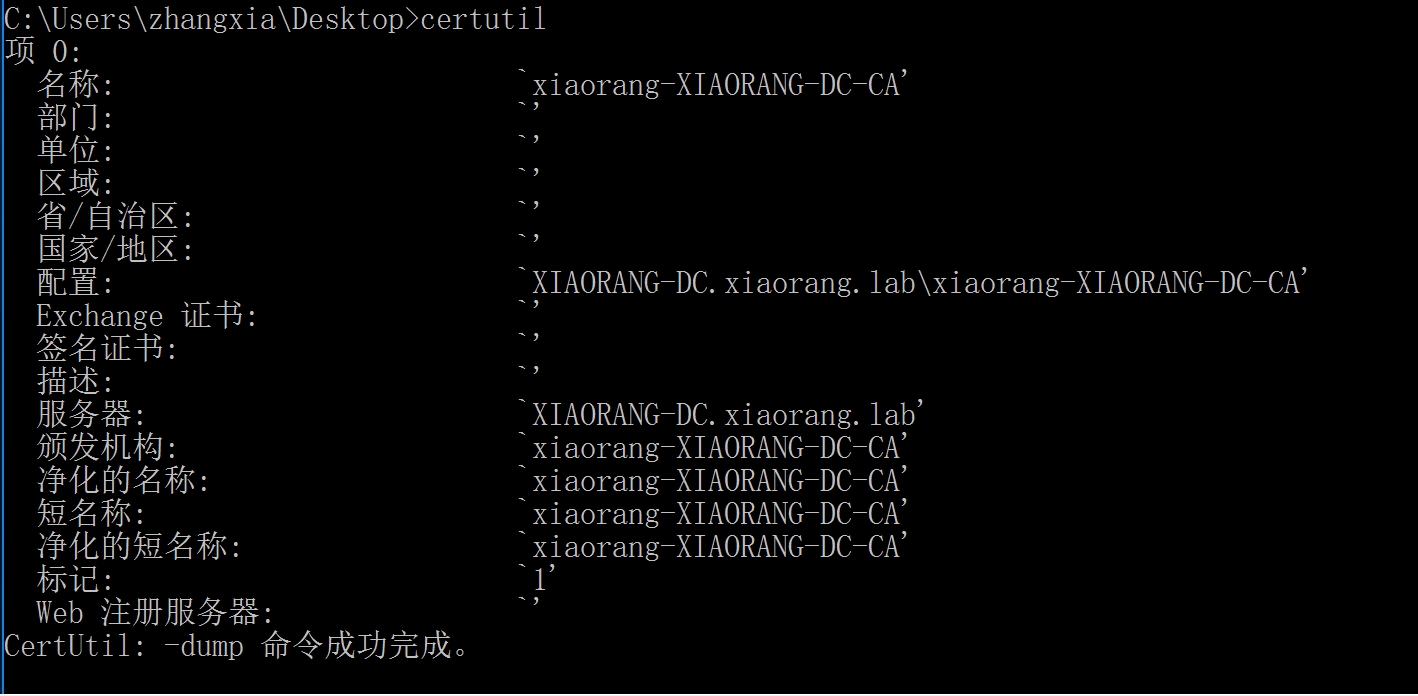 C:\Users\zhangxia\Desktop>certutil
项 0:
名称: `xiaorang-XIAORANG-DC-CA'
部门: `'
单位: `'
区域: `'
省/自治区: `'
国家/地区: `'
配置: `XIAORANG-DC.xiaorang.lab\xiaorang-XIAORANG-DC-CA'
Exchange 证书: `'
签名证书: `'
描述: `'
服务器: `XIAORANG-DC.xiaorang.lab'
颁发机构: `xiaorang-XIAORANG-DC-CA'
净化的名称: `xiaorang-XIAORANG-DC-CA'
短名称: `xiaorang-XIAORANG-DC-CA'
净化的短名称: `xiaorang-XIAORANG-DC-CA'
标记: `1'
Web 注册服务器: `'
CertUtil: -dump 命令成功完成。